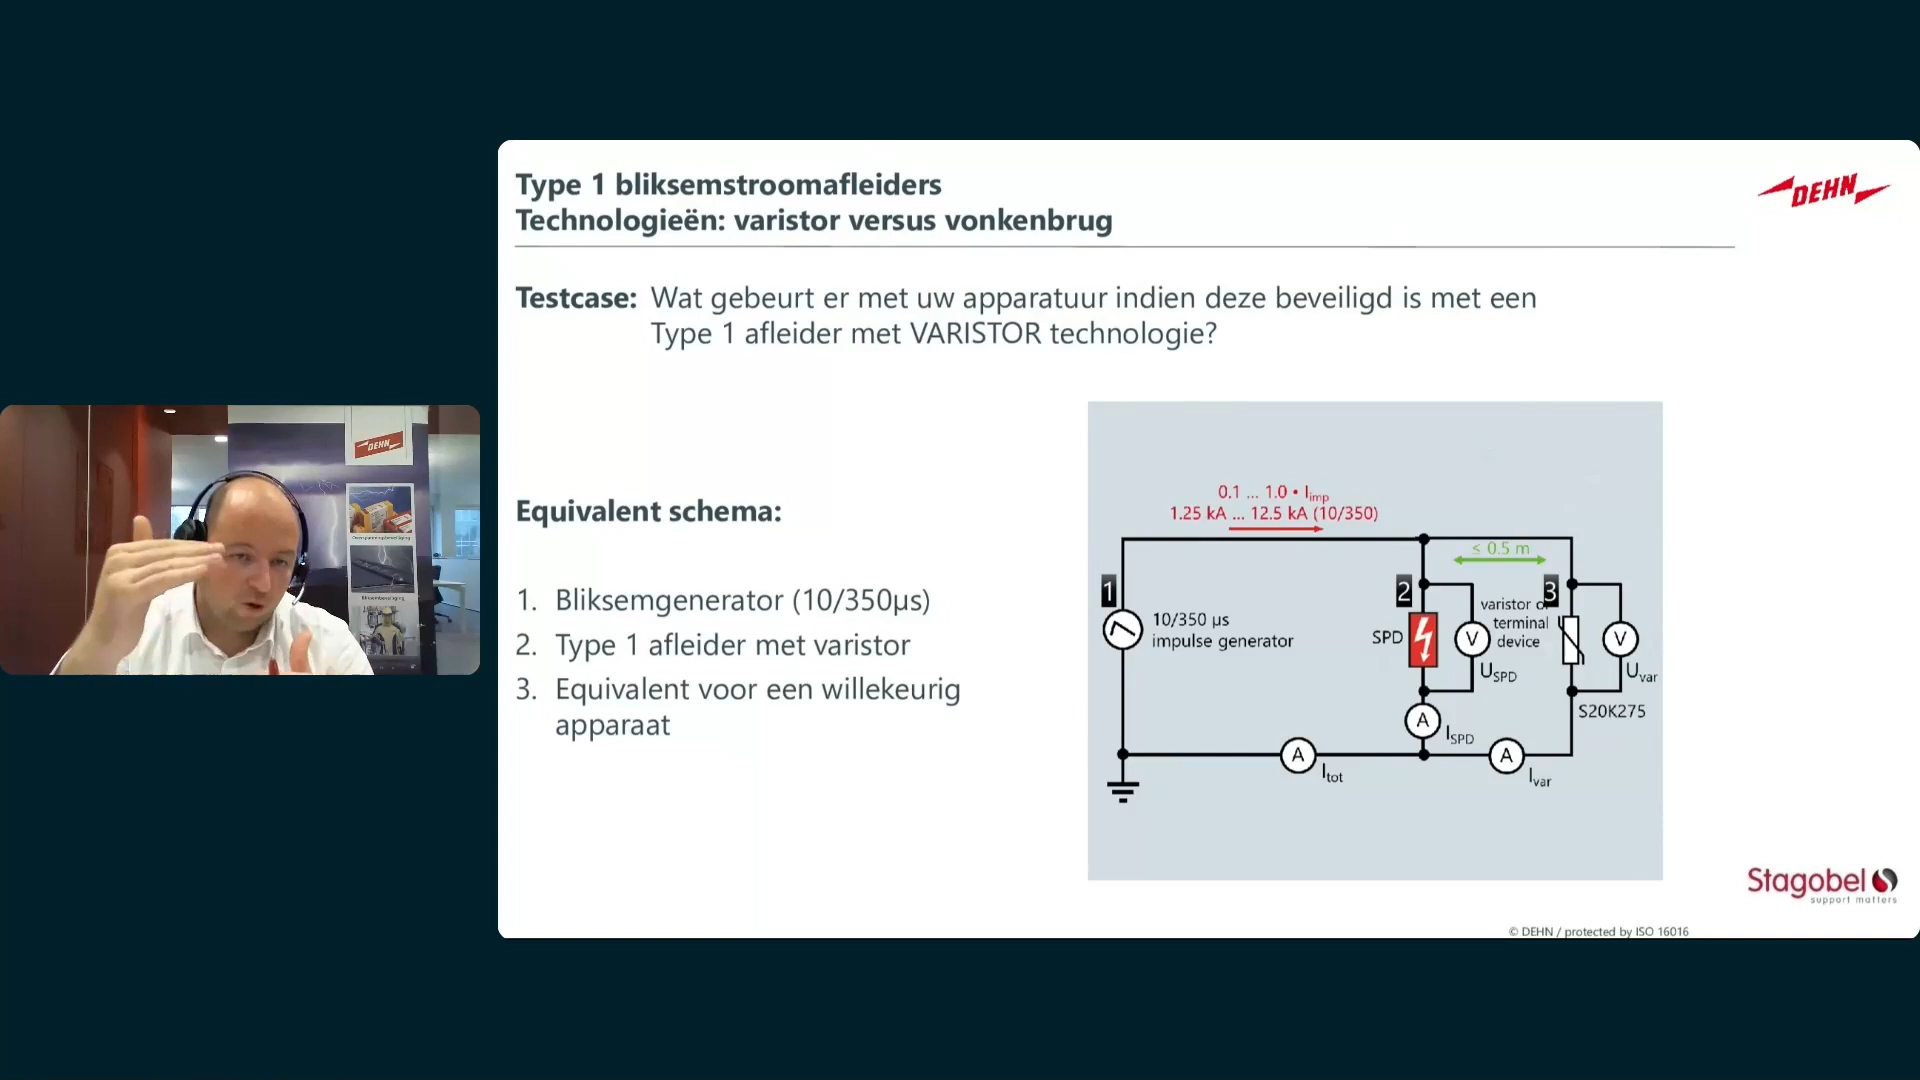 Type 1 bliksemstroomafleiders
Technologieën: varistor versus vonkenbrug
DEHN
Testcase: Wat gebeurt er met uw apparatuur indien deze beveiligd is met een
Type 1 afleider met VARISTOR technologie?
Equivalent schema:
1. Bliksemgenerator (10/350µs)
2. Type 1 afleider met varistor
3. Equivalent voor een willekeurig
apparaat
0.1 ... 1.0 • Iimp
1.25 kA ... 12.5 kA (10/350)
≤ 0.5 m
1
2
3
10/350 µs
impulse generator
SPD
V
USPD
varistor o
terminal
device
V
Uvar
S20K275
A
ISPD
A
Itot
A
Ivar
DEHN
Overspanningsbeveiliging
Bliksembeveiliging
Stagobel
support matters
© DEHN / protected by ISO 16016